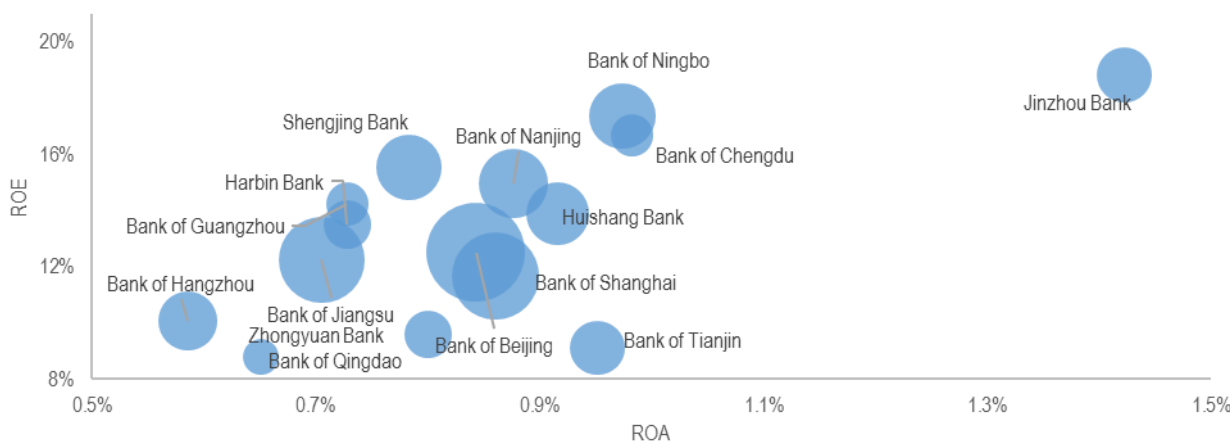 20%
Bank of Ningbo
Jinzhou Bank
Shengjing Bank
Bank of Nanjing
16%
Bank of Chengdu
Harbin Bank
ROE
Bank of Guangzhou
Huishang Bank
12%
Bank of Hangzhou
Bank of Shanghai
Bank of Jiangsu
Zhongyuan Bank
Bank of Beijing
Bank of Tianjin
Bank of Qingdao
8%
0.5%
0.7%
0.9%
1.1%
1.3%
1.5%
ROA